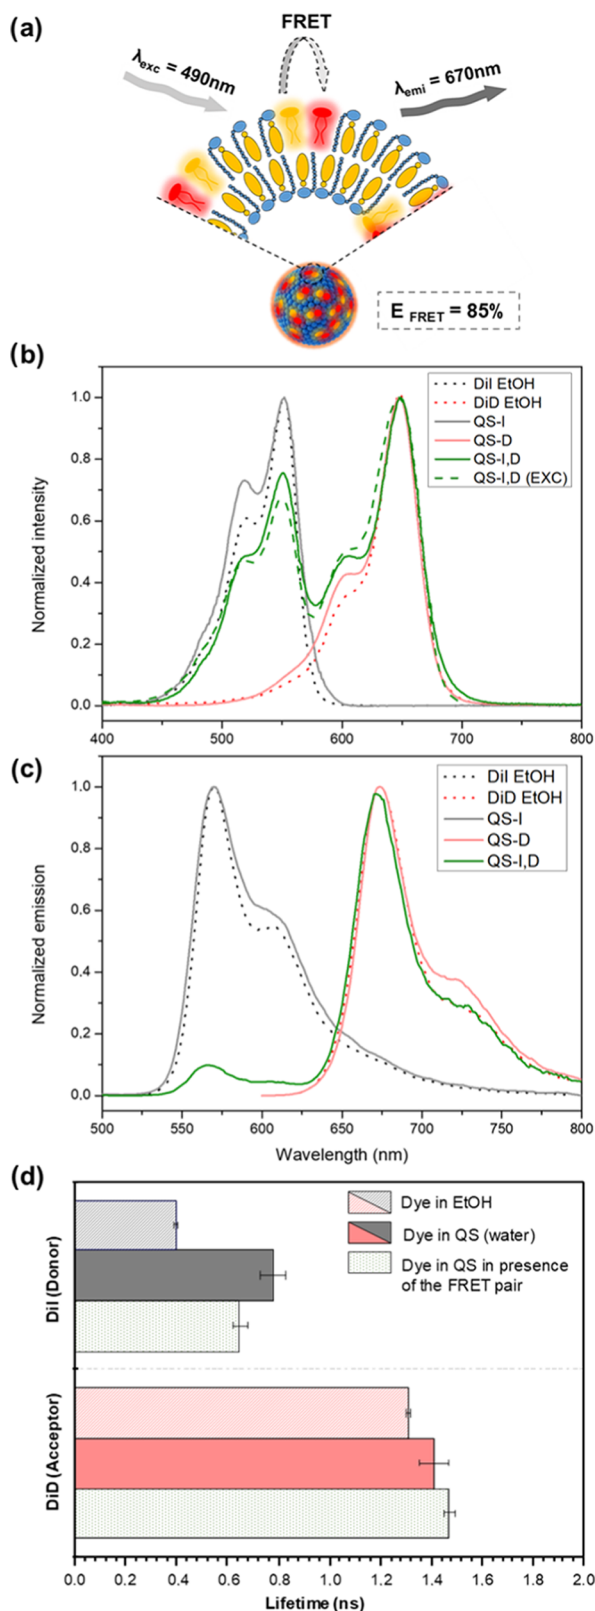 (a)
FRET
λexc = 490nm
λemi = 670nm
E FRET = 85%
(b)
Normalized intensity
1.0
0.8
0.6
0.4
0.2
0.0
DiI EtOH
DiD EtOH
QS-I
QS-D
QS-I,D
QS-I,D (EXC)
400 500 600 700 800
(c)
Normalized emission
1.0
0.8
0.6
0.4
0.2
0.0
DiI EtOH
DiD EtOH
QS-I
QS-D
QS-I,D
500 550 600 650 700 750 800
Wavelength (nm)
(d)
DiI (Donor)
DiD (Acceptor)
Dye in EtOH
Dye in QS (water)
Dye in QS in presence
of the FRET pair
0.0 0.2 0.4 0.6 0.8 1.0 1.2 1.4 1.6 1.8 2.0
Lifetime (ns)